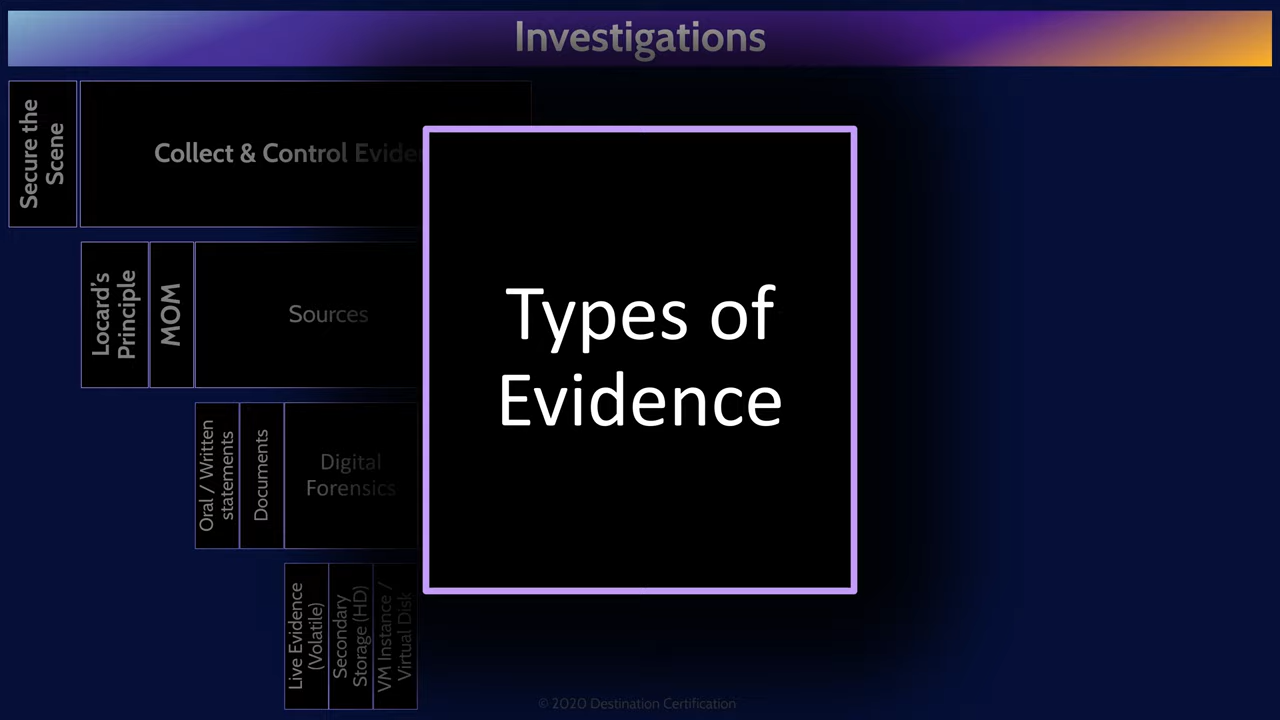 Investigations
Secure the
Scene
Collect & Control Eviden
Locard's
Principle
MOM
Sources
Types of
Evidence
Oral / Written
statements
Documents
Digital
Forensics
Live Evidence
(Volatile)
Secondary
Storage (HD)
VM Instance /
Virtual Disk
© 2020 Destination Certification